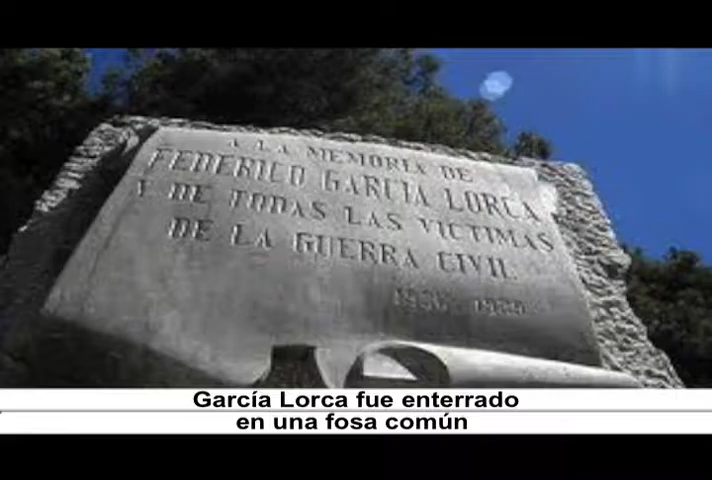 A LA MEMORIA DE
FEDERICO GARCIA LORCA
Y DE TODAS LAS VICTIMAS
DE LA GUERRA CIVIL
García Lorca fue enterrado
en una fosa común